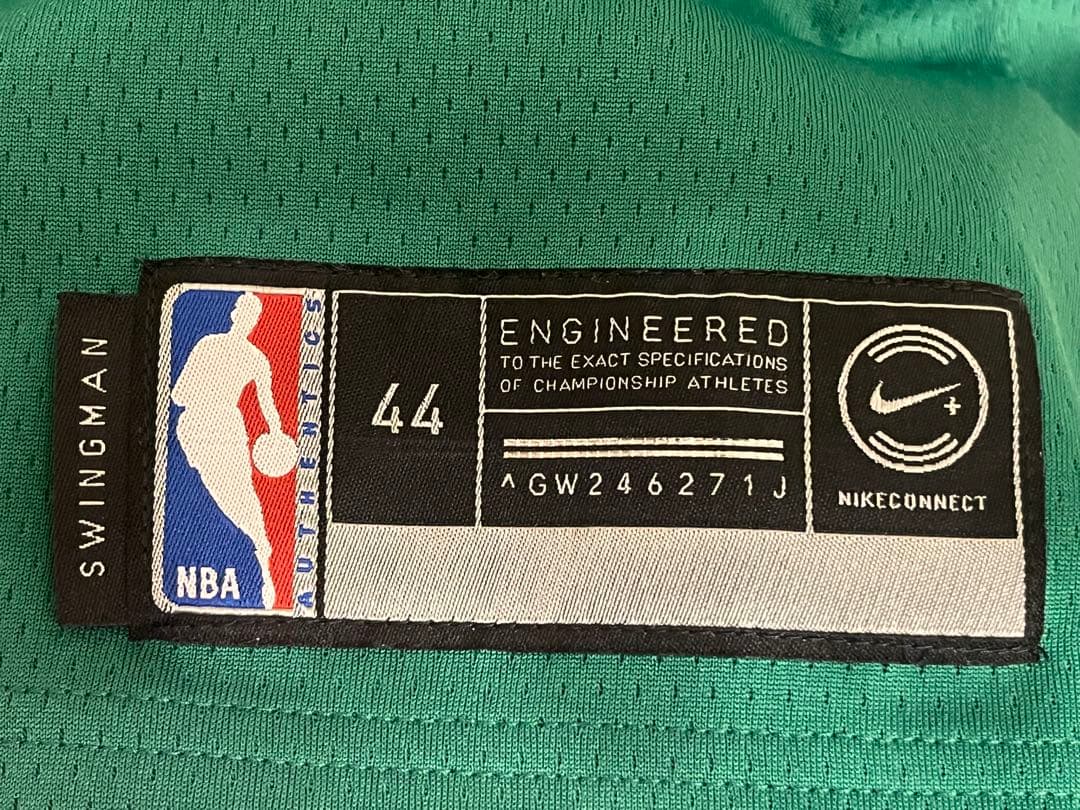 SWINGMAN
NBA
AUTHENTICS
44
ENGINEERED
TO THE EXACT SPECIFICATIONS
OF CHAMPIONSHIP ATHLETES
^GW246271J
NIKECONNECT